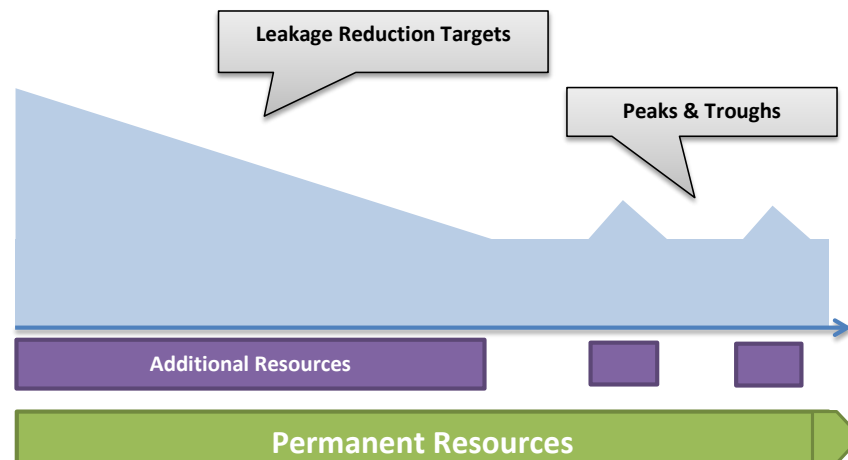 Leakage Reduction Targets
Peaks & Troughs
Additional Resources
Permanent Resources